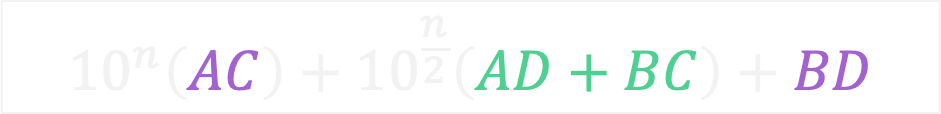 10^n(AC) + 10^{n/2}(AD + BC) + BD